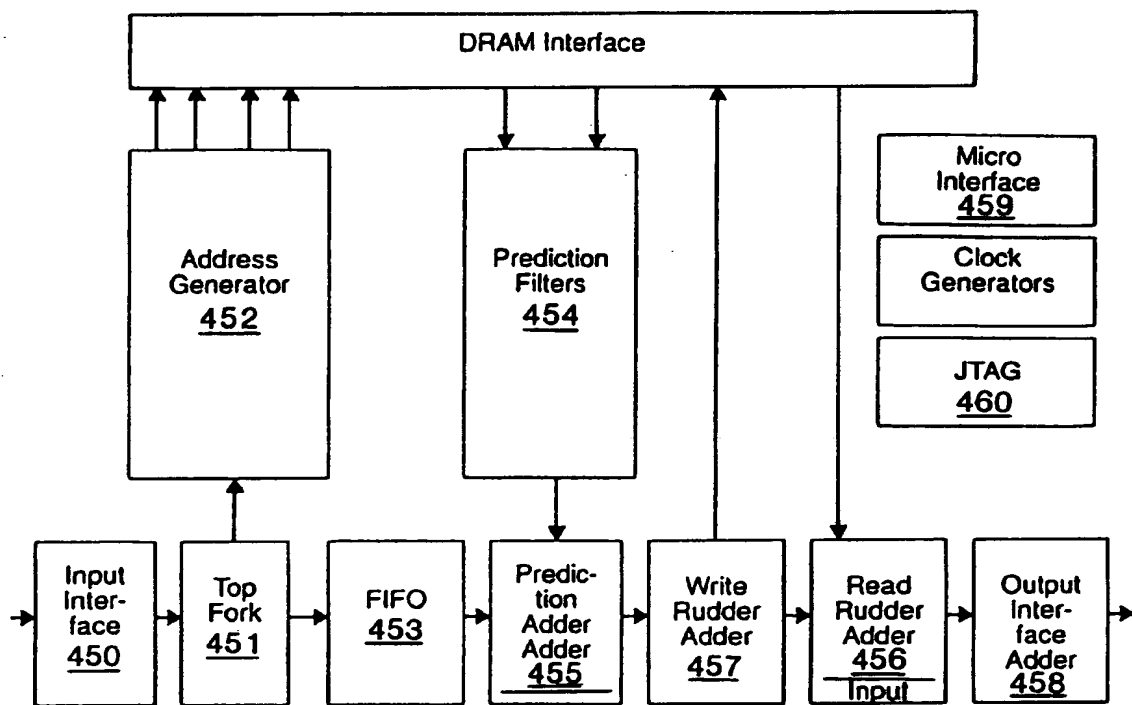 DRAM Interface
Micro
Interface
459
Address
Generator
452
Prediction
Filters
454
Clock
Generators
JTAG
460
Input
Inter-
face
450
Top
Fork
451
FIFO
453
Predic-
tion
Adder
Adder
455
Write
Rudder
Adder
457
Read
Rudder
Adder
456
Input
Output
Inter-
face
Adder
458